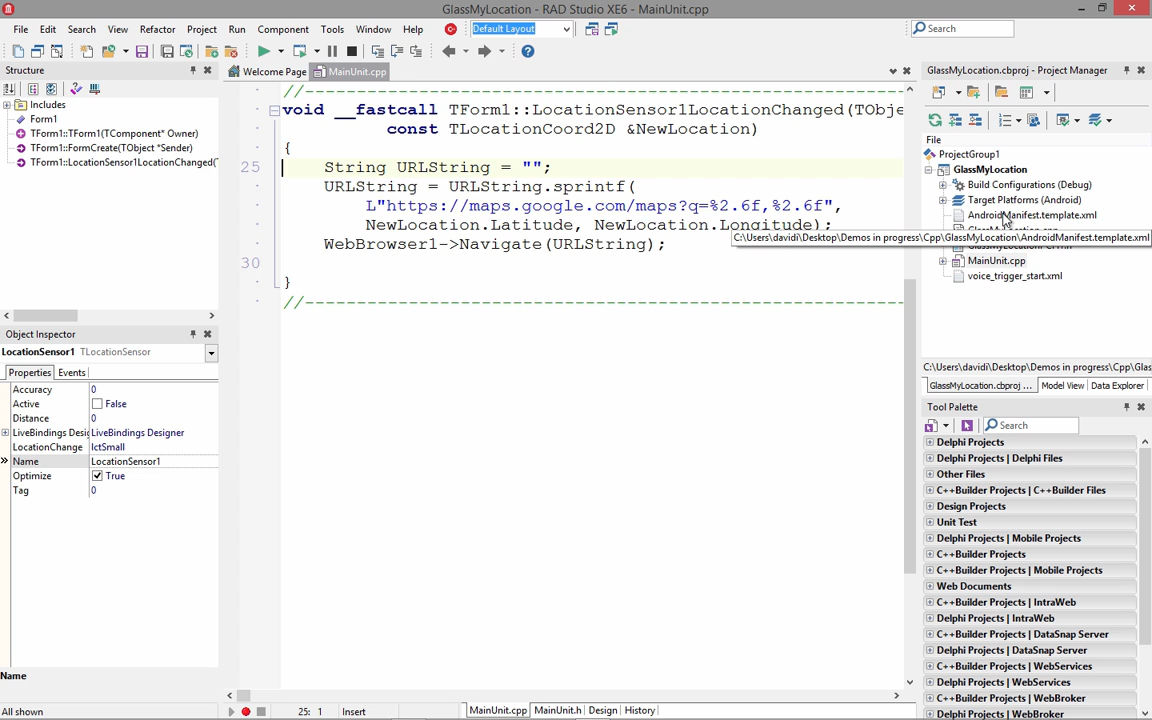 GlassMyLocation - RAD Studio XE6 - MainUnit.cpp
File Edit Search View Refactor Project Run Component Tools Window Help
Default Layout
Search
Structure
Welcome Page
MainUnit.cpp
GlassMyLocation.cbproj - Project Manager
Includes
Form1
TForm1::TForm1(TComponent* Owner)
TForm1::FormCreate(TObject *Sender)
TForm1::LocationSensor1LocationChanged(T
//
void __fastcall TForm1::LocationSensor1LocationChanged(TObje
const TLocationCoord2D &NewLocation)
{
25 String URLString = "";
URLString = URLString.sprintf(
L"https://maps.google.com/maps?q=%2.6f,%2.6f",
NewLocation.Latitude, NewLocation.Longitude);
WebBrowser1->Navigate(URLString);
30
}
//
File
ProjectGroup1
GlassMyLocation
Build Configurations (Debug)
Target Platforms (Android)
AndroidManifest.template.xml
C:\Users\davidi\Desktop\Demos in progress\Cpp\GlassMyLocation\AndroidManifest.template.xml
MainUnit.cpp
voice_trigger_start.xml
C:\Users\davidi\Desktop\Demos in progress\Cpp\Glas
GlassMyLocation.cbproj ... Model View Data Explorer
Object Inspector
LocationSensor1 TLocationSensor
Properties Events
Accuracy 0
Active False
Distance 0
LiveBindings Desig LiveBindings Designer
LocationChange lctSmall
Name LocationSensor1
Optimize True
Tag 0
Name
All shown
Tool Palette
Search
Delphi Projects
Delphi Projects | Delphi Files
Other Files
C++Builder Projects | C++Builder Files
Design Projects
Unit Test
Delphi Projects | Mobile Projects
C++Builder Projects
C++Builder Projects | Mobile Projects
Web Documents
C++Builder Projects | IntraWeb
Delphi Projects | IntraWeb
C++Builder Projects | DataSnap Server
Delphi Projects | DataSnap Server
C++Builder Projects | WebServices
Delphi Projects | WebServices
C++Builder Projects | WebBroker
Delphi Projects | WebBroker
25: 1 Insert
MainUnit.cpp MainUnit.h Design History